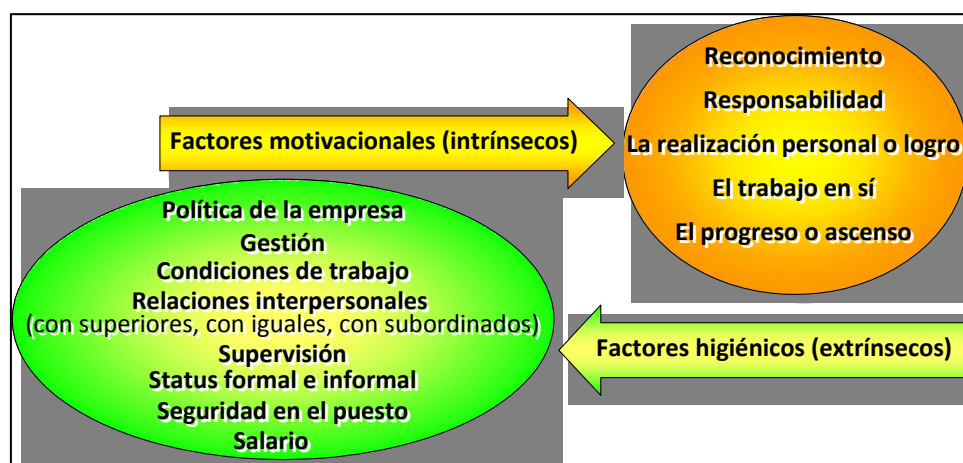 Reconocimiento
Responsabilidad
La realización personal o logro
El trabajo en sí
El progreso o ascenso
Factores motivacionales (intrínsecos)
Política de la empresa
Gestión
Condiciones de trabajo
Relaciones interpersonales
(con superiores, con iguales, con subordinados)
Supervisión
Status formal e informal
Seguridad en el puesto
Salario
Factores higiénicos (extrínsecos)